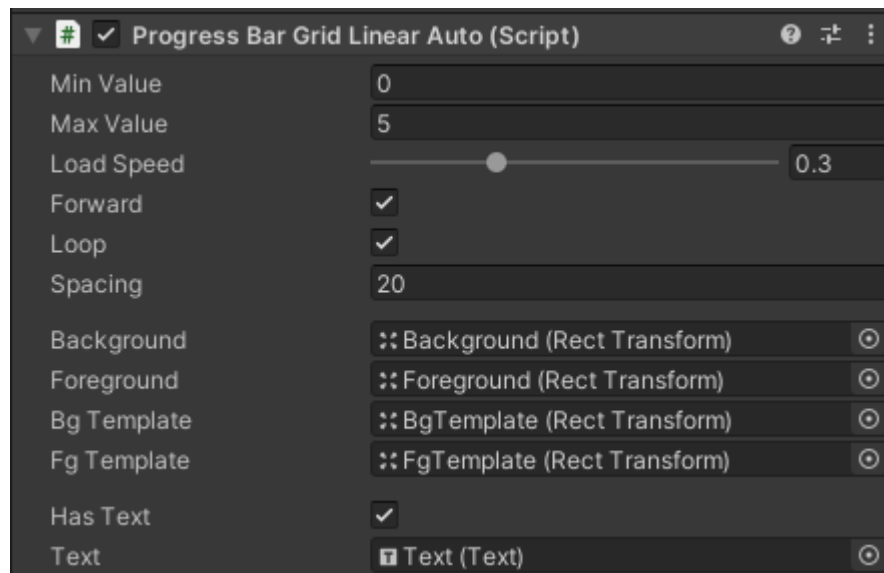 Progress Bar Grid Linear Auto (Script)
Min Value 0
Max Value 5
Load Speed 0.3
Forward
Loop
Spacing 20
Background Background (Rect Transform)
Foreground Foreground (Rect Transform)
Bg Template BgTemplate (Rect Transform)
Fg Template FgTemplate (Rect Transform)
Has Text
Text Text (Text)